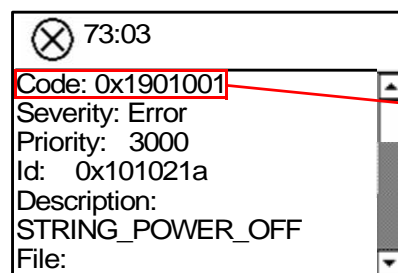 73:03
Code: 0x1901001
Severity: Error
Priority: 3000
Id: 0x101021a
Description:
STRING_POWER_OFF
File: